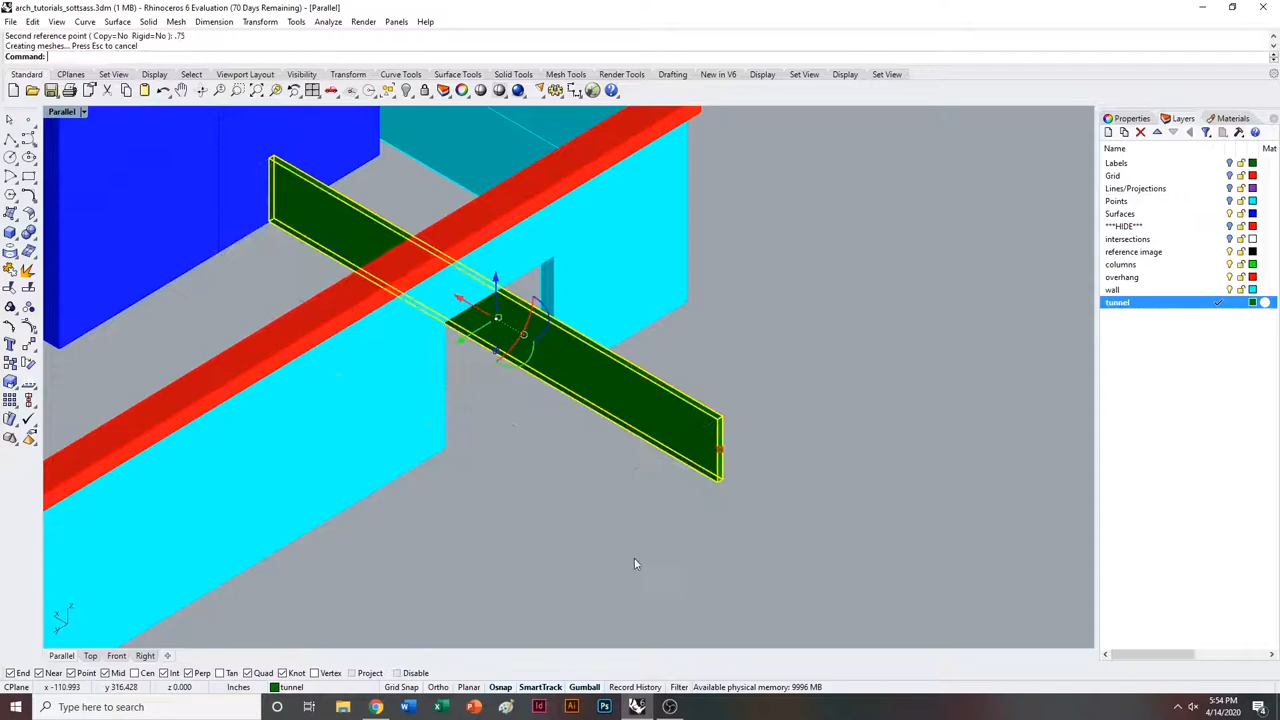 arch_tutorials_sottsass.3dm (1 MB) - Rhinoceros 6 Evaluation (70 Days Remaining) - [Parallel]
File Edit View Curve Surface Solid Mesh Dimension Transform Tools Analyze Render Panels Help
Second reference point ( Copy=No Rigid=No ): .75
Creating meshes... Press Esc to cancel
Command:
Standard CPlanes Set View Display Select Viewport Layout Visibility Transform Curve Tools Surface Tools Solid Tools Mesh Tools Render Tools Drafting New in V6 Display Set View Display Set View
Parallel
Properties Layers Materials
Name Mat
Labels
Grid
Lines/Projections
Points
Surfaces
***HIDE***
intersections
reference image
columns
overhang
wall
tunnel
z
x
y
Parallel Top Front Right
End Near Point Mid Cen Int Perp Tan Quad Knot Vertex Project Disable
CPlane x -110.993 y 316.428 z 0.000 Inches tunnel Grid Snap Ortho Planar Osnap SmartTrack Gumball Record History Filter Available physical memory: 9996 MB
Type here to search
5:54 PM
4/14/2020